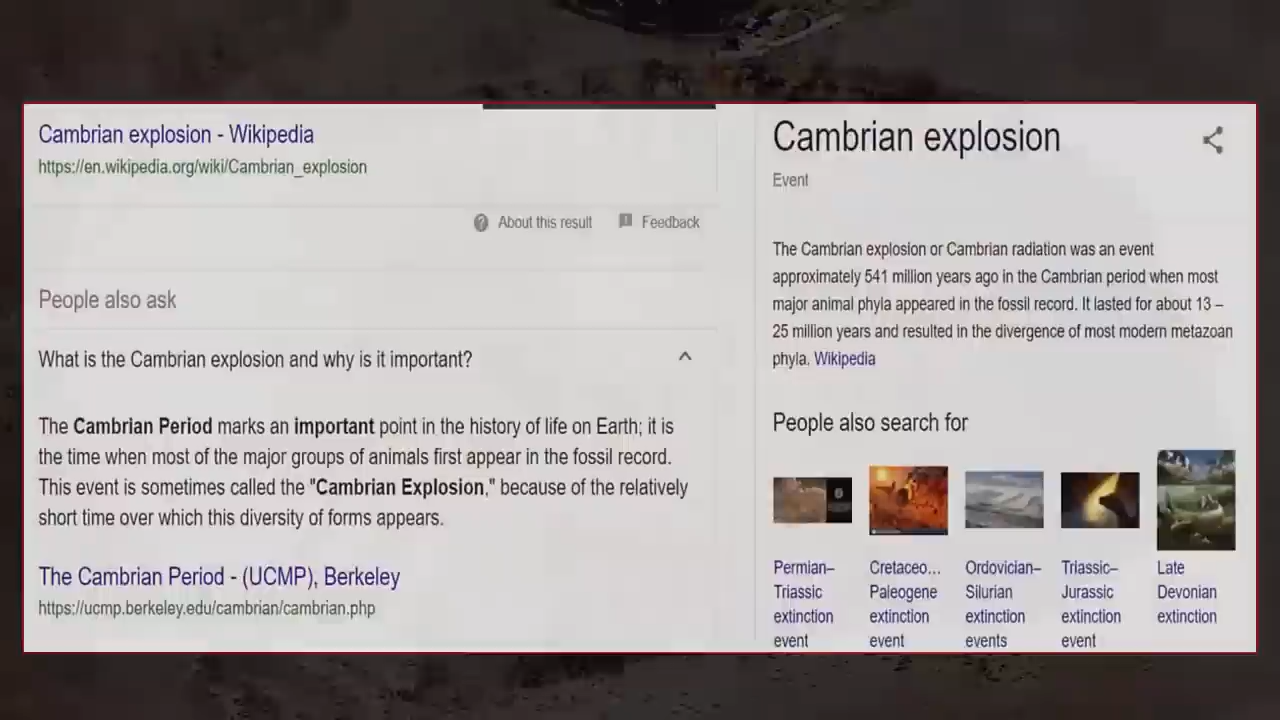 Cambrian explosion - Wikipedia
https://en.wikipedia.org/wiki/Cambrian_explosion
About this result
Feedback
People also ask
What is the Cambrian explosion and why is it important?
The Cambrian Period marks an important point in the history of life on Earth; it is
the time when most of the major groups of animals first appear in the fossil record.
This event is sometimes called the "Cambrian Explosion," because of the relatively
short time over which this diversity of forms appears.
The Cambrian Period - (UCMP), Berkeley
https://ucmp.berkeley.edu/cambrian/cambrian.php
Cambrian explosion
Event
The Cambrian explosion or Cambrian radiation was an event
approximately 541 million years ago in the Cambrian period when most
major animal phyla appeared in the fossil record. It lasted for about 13 –
25 million years and resulted in the divergence of most modern metazoan
phyla. Wikipedia
People also search for
Permian–
Triassic
extinction
event
Cretaceo...
Paleogene
extinction
event
Ordovician–
Silurian
extinction
events
Triassic–
Jurassic
extinction
event
Late
Devonian
extinction